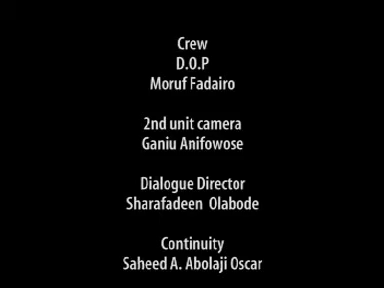 Crew
D.O.P
Moruf Fadairo
2nd unit camera
Ganiu Anifowose
Dialogue Director
Sharafadeen Olabode
Continuity
Saheed A. Abolaji Oscar